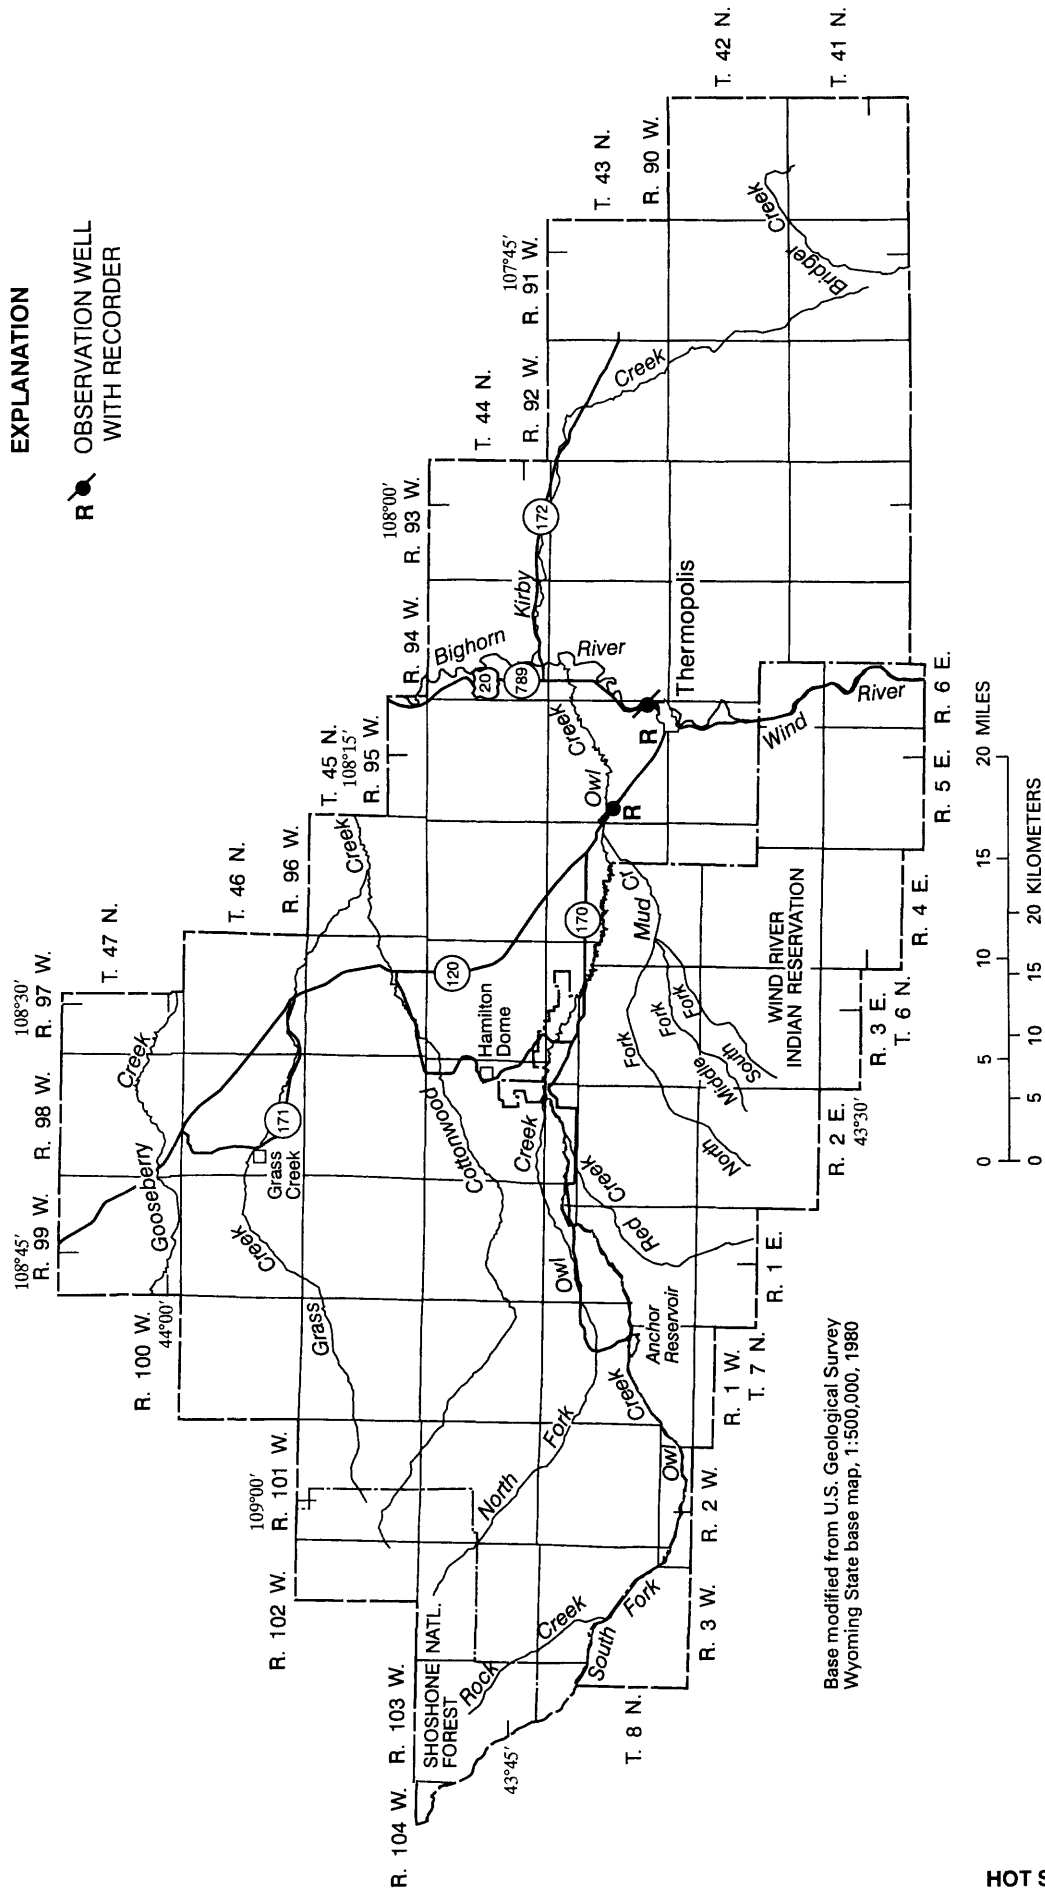 EXPLANATION
R OBSERVATION WELL
WITH RECORDER
T. 47 N.
T. 46 N.
T. 45 N.
T. 44 N.
T. 43 N.
T. 42 N.
T. 41 N.
108°45'
R. 99 W.
R. 98 W.
108°30'
R. 97 W.
R. 100 W.
44°00'
R. 96 W.
108°15'
R. 95 W.
109°00'
R. 101 W.
R. 102 W.
R. 94 W.
108°00'
R. 93 W.
R. 92 W.
107°45'
R. 91 W.
R. 90 W.
R. 104 W.
R. 103 W.
Gooseberry
Creek
171
Grass
Creek
Grass
Creek
Creek
Cottonwood
120
Hamilton
Dome
Bighorn
River
20
789
Kirby
172
Creek
Bridger
Creek
SHOSHONE NATL.
FOREST
43°45'
Rock
Creek
North
Fork
South
Fork
Owl
Creek
Owl
Creek
Anchor
Reservoir
Red
Creek
170
Owl
Creek
R
R
Thermopolis
Mud
Cr
North
Fork
Middle
Fork
South
Fork
WIND RIVER
INDIAN RESERVATION
Wind
River
T. 8 N.
R. 3 W.
R. 2 W.
R. 1 W.
T. 7 N.
R. 1 E.
R. 2 E.
43°30'
R. 3 E.
T. 6 N.
R. 4 E.
R. 5 E.
R. 6 E.
Base modified from U.S. Geological Survey
Wyoming State base map, 1:500,000, 1980
0 5 10 15 20 MILES
0 5 10 15 20 KILOMETERS
HOT S